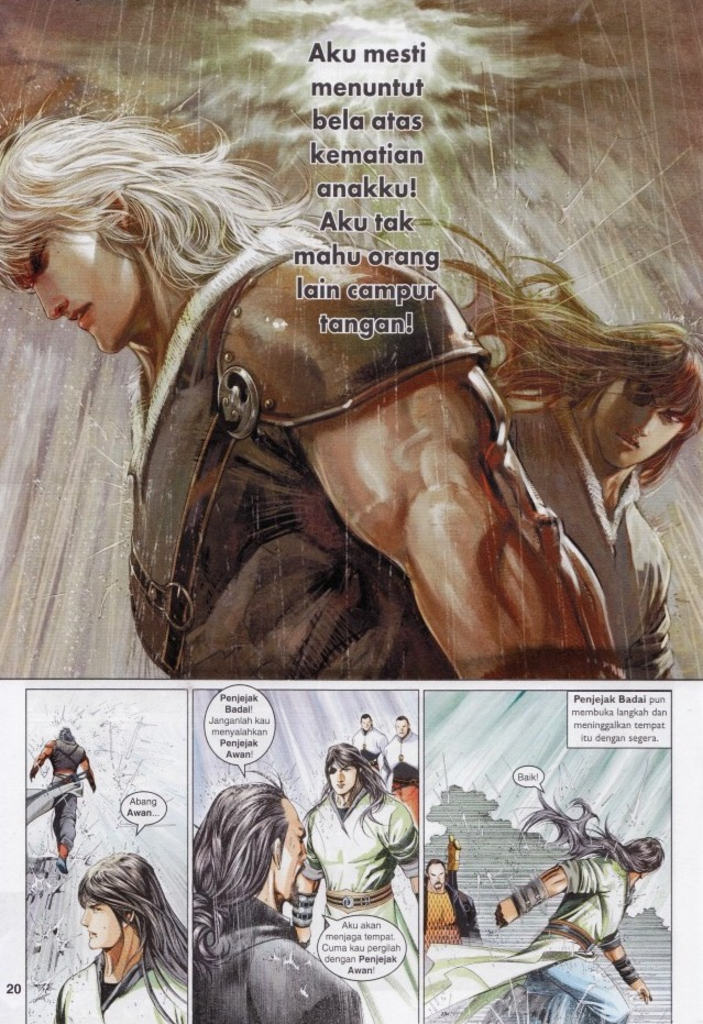 Aku mesti
menuntut
bela atas
kematian
anakku!
Aku tak
mahu orang
lain campur
tangan!
Abang
Awan...
Penjejak
Badai!
Janganlah kau
menyalahkan
Penjejak
Awan!
Aku akan
menjaga tempat.
Cuma kau pergilah
dengan Penjejak
Awan!
Penjejak Badai pun
membuka langkah dan
meninggalkan tempat
itu dengan segera.
Baik!
20